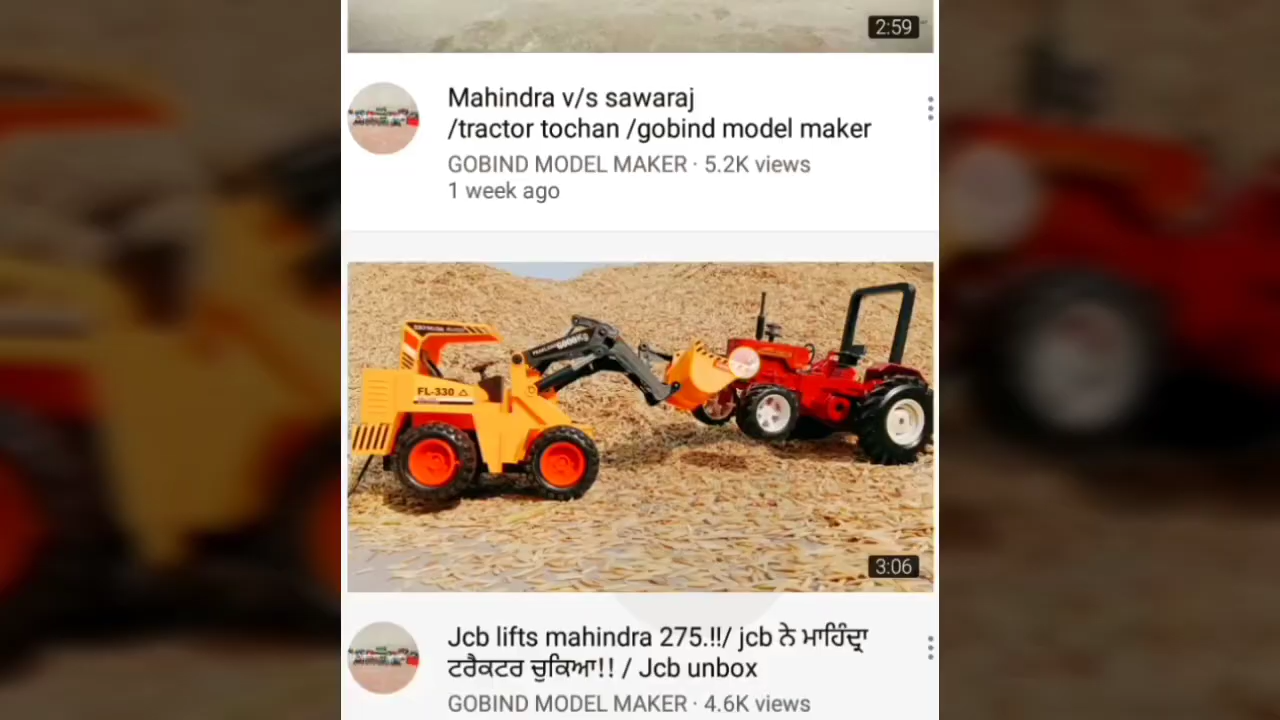 2:59
Mahindra v/s sawaraj
/tractor tochan /gobind model maker
GOBIND MODEL MAKER · 5.2K views
1 week ago
FL-330
3:06
Jcb lifts mahindra 275.!!/ jcb ਨੇ ਮਾਹਿੰਦ੍ਰਾ
ਟਰੈਕਟਰ ਚੁਕਿਆ!! / Jcb unbox
GOBIND MODEL MAKER · 4.6K views